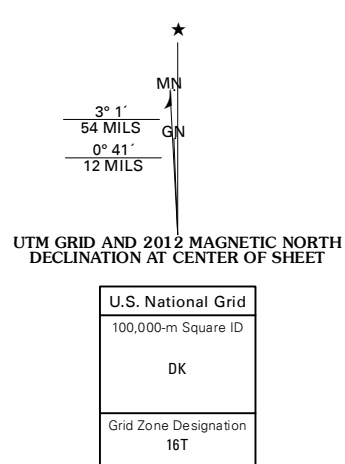 MN
3° 1´
54 MILS
GN
0° 41´
12 MILS
UTM GRID AND 2012 MAGNETIC NORTH
DECLINATION AT CENTER OF SHEET
U.S. National Grid
100,000-m Square ID
DK
Grid Zone Designation
16T